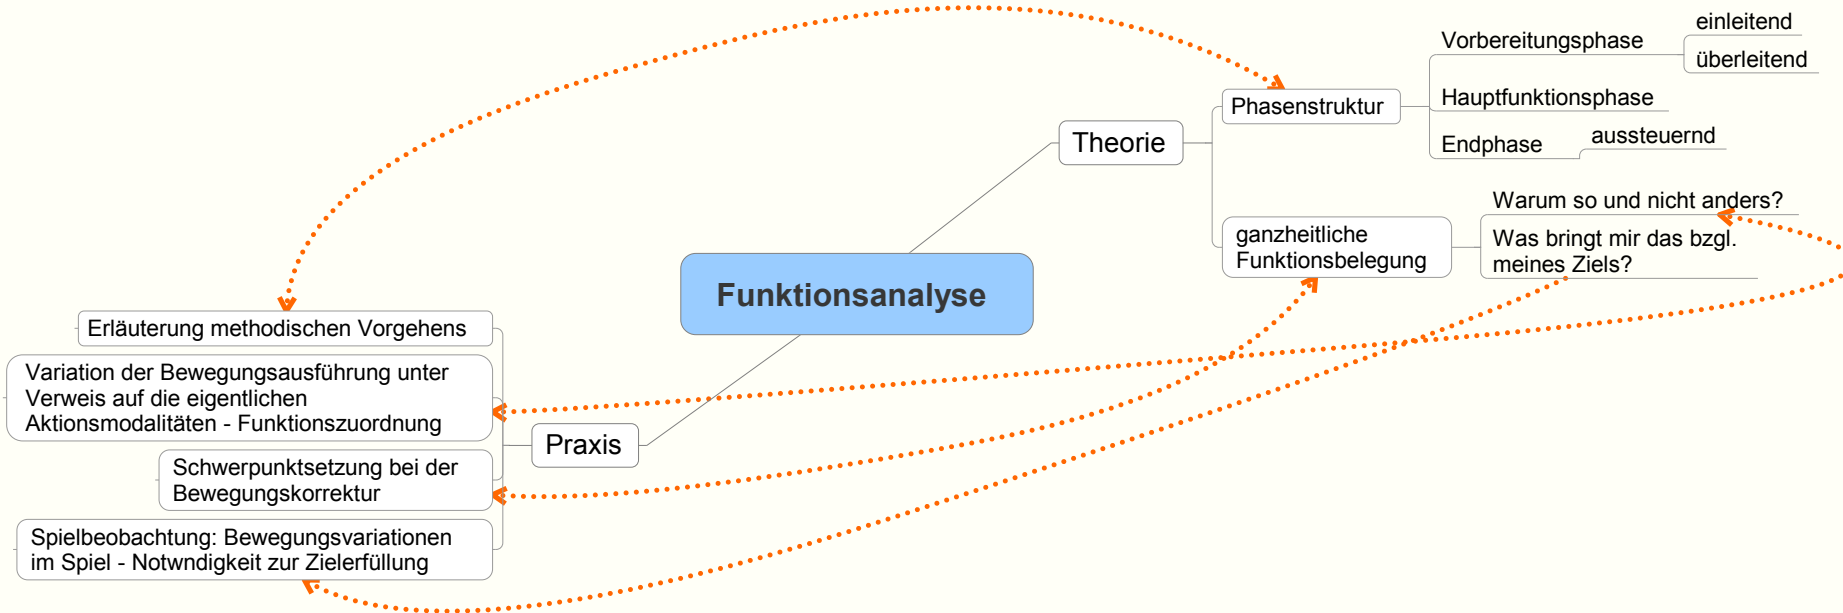 Funktionsanalyse
Theorie
Phasenstruktur
Vorbereitungsphase
einleitend
überleitend
Hauptfunktionsphase
Endphase
aussteuernd
ganzheitliche
Funktionsbelegung
Warum so und nicht anders?
Was bringt mir das bzgl.
meines Ziels?
Praxis
Erläuterung methodischen Vorgehens
Variation der Bewegungsausführung unter
Verweis auf die eigentlichen
Aktionsmodalitäten - Funktionszuordnung
Schwerpunktsetzung bei der
Bewegungskorrektur
Spielbeobachtung: Bewegungsvariationen
im Spiel - Notwndigkeit zur Zielerfüllung